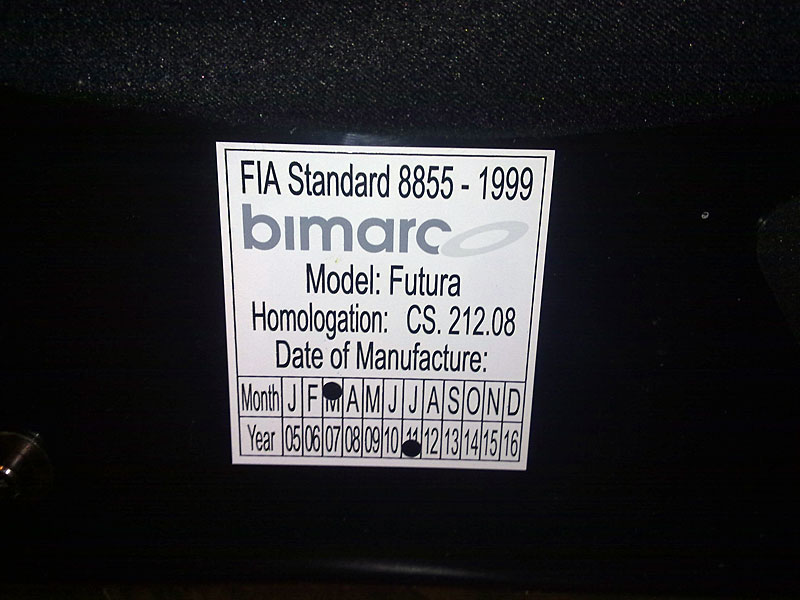 FIA Standard 8855 - 1999
bimarco
Model: Futura
Homologation: CS. 212.08
Date of Manufacture:
Month J F M A M J J A S O N D
Year 05 06 07 08 09 10 11 12 13 14 15 16